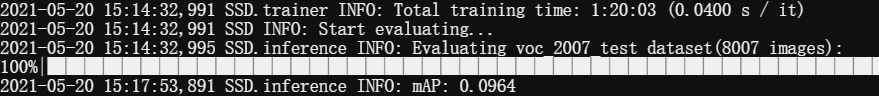 2021-05-20 15:14:32,991 SSD.trainer INFO: Total training time: 1:20:03 (0.0400 s / it)
2021-05-20 15:14:32,991 SSD INFO: Start evaluating...
2021-05-20 15:14:32,995 SSD.inference INFO: Evaluating voc_2007_test dataset(8007 images):
100%|
2021-05-20 15:17:53,891 SSD.inference INFO: mAP: 0.0964